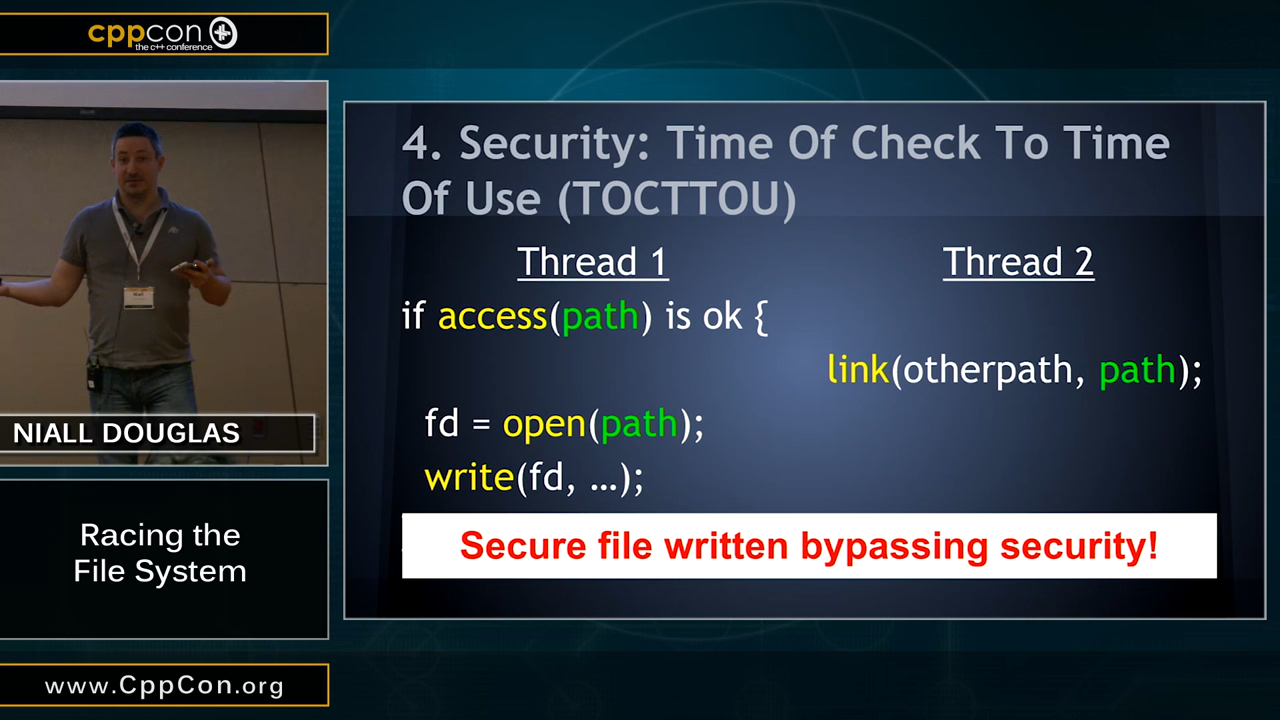 cppcon
the c++ conference
NIALL DOUGLAS
Racing the
File System
www.CppCon.org
4. Security: Time Of Check To Time
Of Use (TOCTTOU)
Thread 1 Thread 2
if access(path) is ok {
link(otherpath, path);
fd = open(path);
write(fd, …);
Secure file written bypassing security!